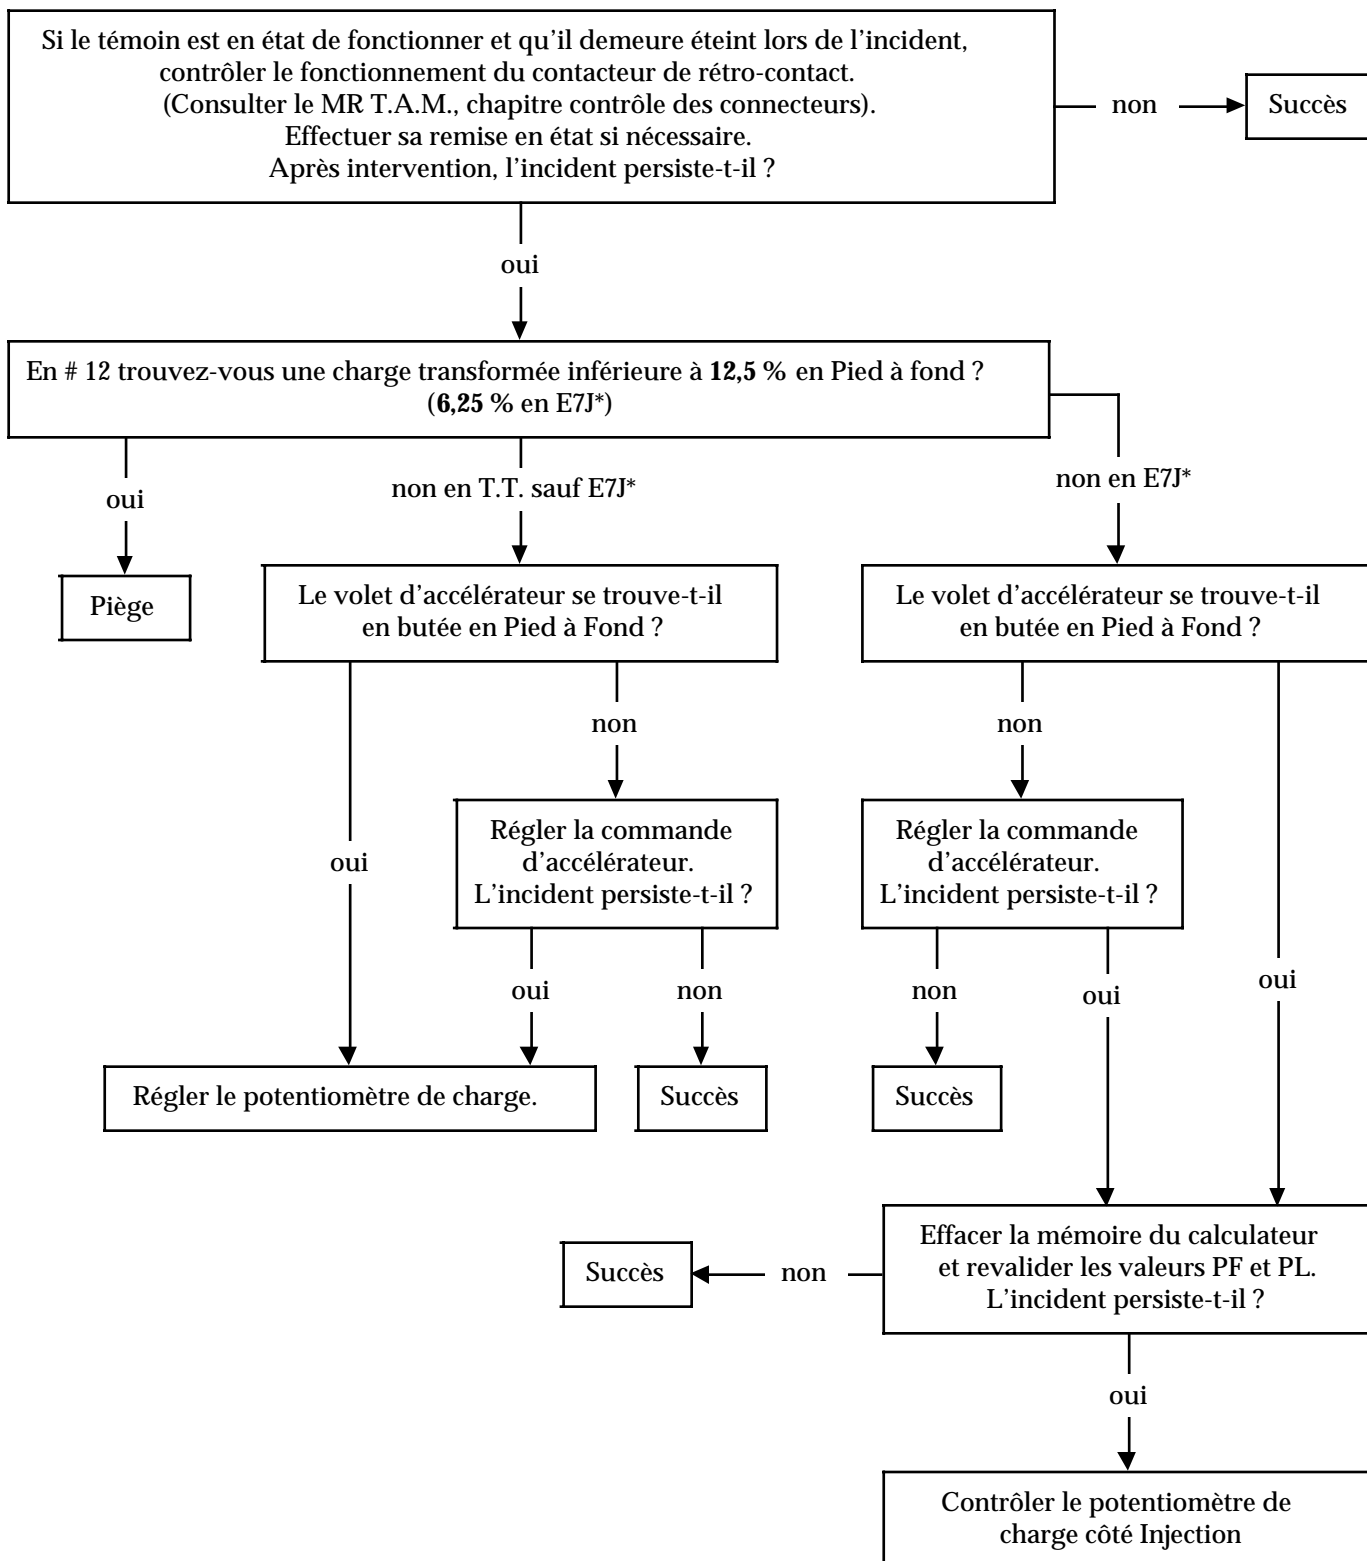 Si le témoin est en état de fonctionner et qu’il demeure éteint lors de l’incident,
contrôler le fonctionnement du contacteur de rétro-contact.
(Consulter le MR T.A.M., chapitre contrôle des connecteurs).
Effectuer sa remise en état si nécessaire.
Après intervention, l’incident persiste-t-il ?
non
Succès
oui
En # 12 trouvez-vous une charge transformée inférieure à 12,5 % en Pied à fond ?
(6,25 % en E7J*)
oui
non en T.T. sauf E7J*
non en E7J*
Piège
Le volet d'accélérateur se trouve-t-il
en butée en Pied à Fond ?
Le volet d'accélérateur se trouve-t-il
en butée en Pied à Fond ?
non
non
Régler la commande
d’accélérateur.
L’incident persiste-t-il ?
Régler la commande
d’accélérateur.
L’incident persiste-t-il ?
oui
oui
non
non
oui
oui
Régler le potentiomètre de charge.
Succès
Succès
Effacer la mémoire du calculateur
et revalider les valeurs PF et PL.
L’incident persiste-t-il ?
non
Succès
oui
Contrôler le potentiomètre de
charge côté Injection